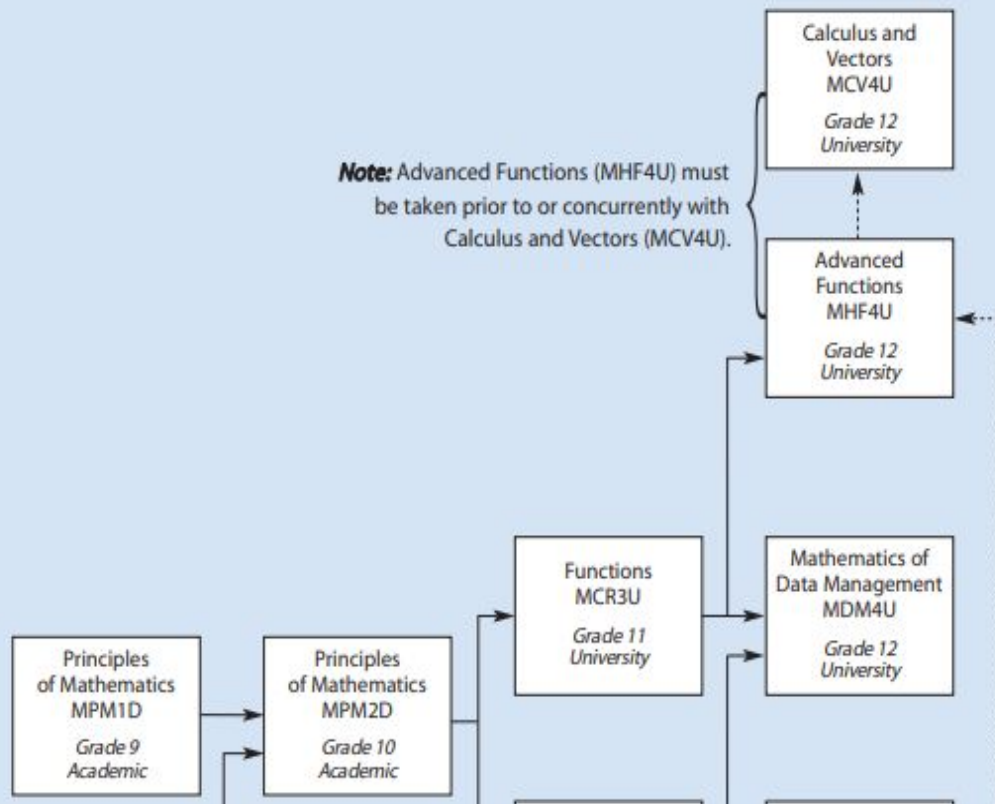 Calculus and
Vectors
MCV4U
Grade 12
University
Note: Advanced Functions (MHF4U) must
be taken prior to or concurrently with
Calculus and Vectors (MCV4U).
Advanced
Functions
MHF4U
Grade 12
University
Functions
MCR3U
Grade 11
University
Mathematics of
Data Management
MDM4U
Grade 12
University
Principles
of Mathematics
MPM1D
Grade 9
Academic
Principles
of Mathematics
MPM2D
Grade 10
Academic